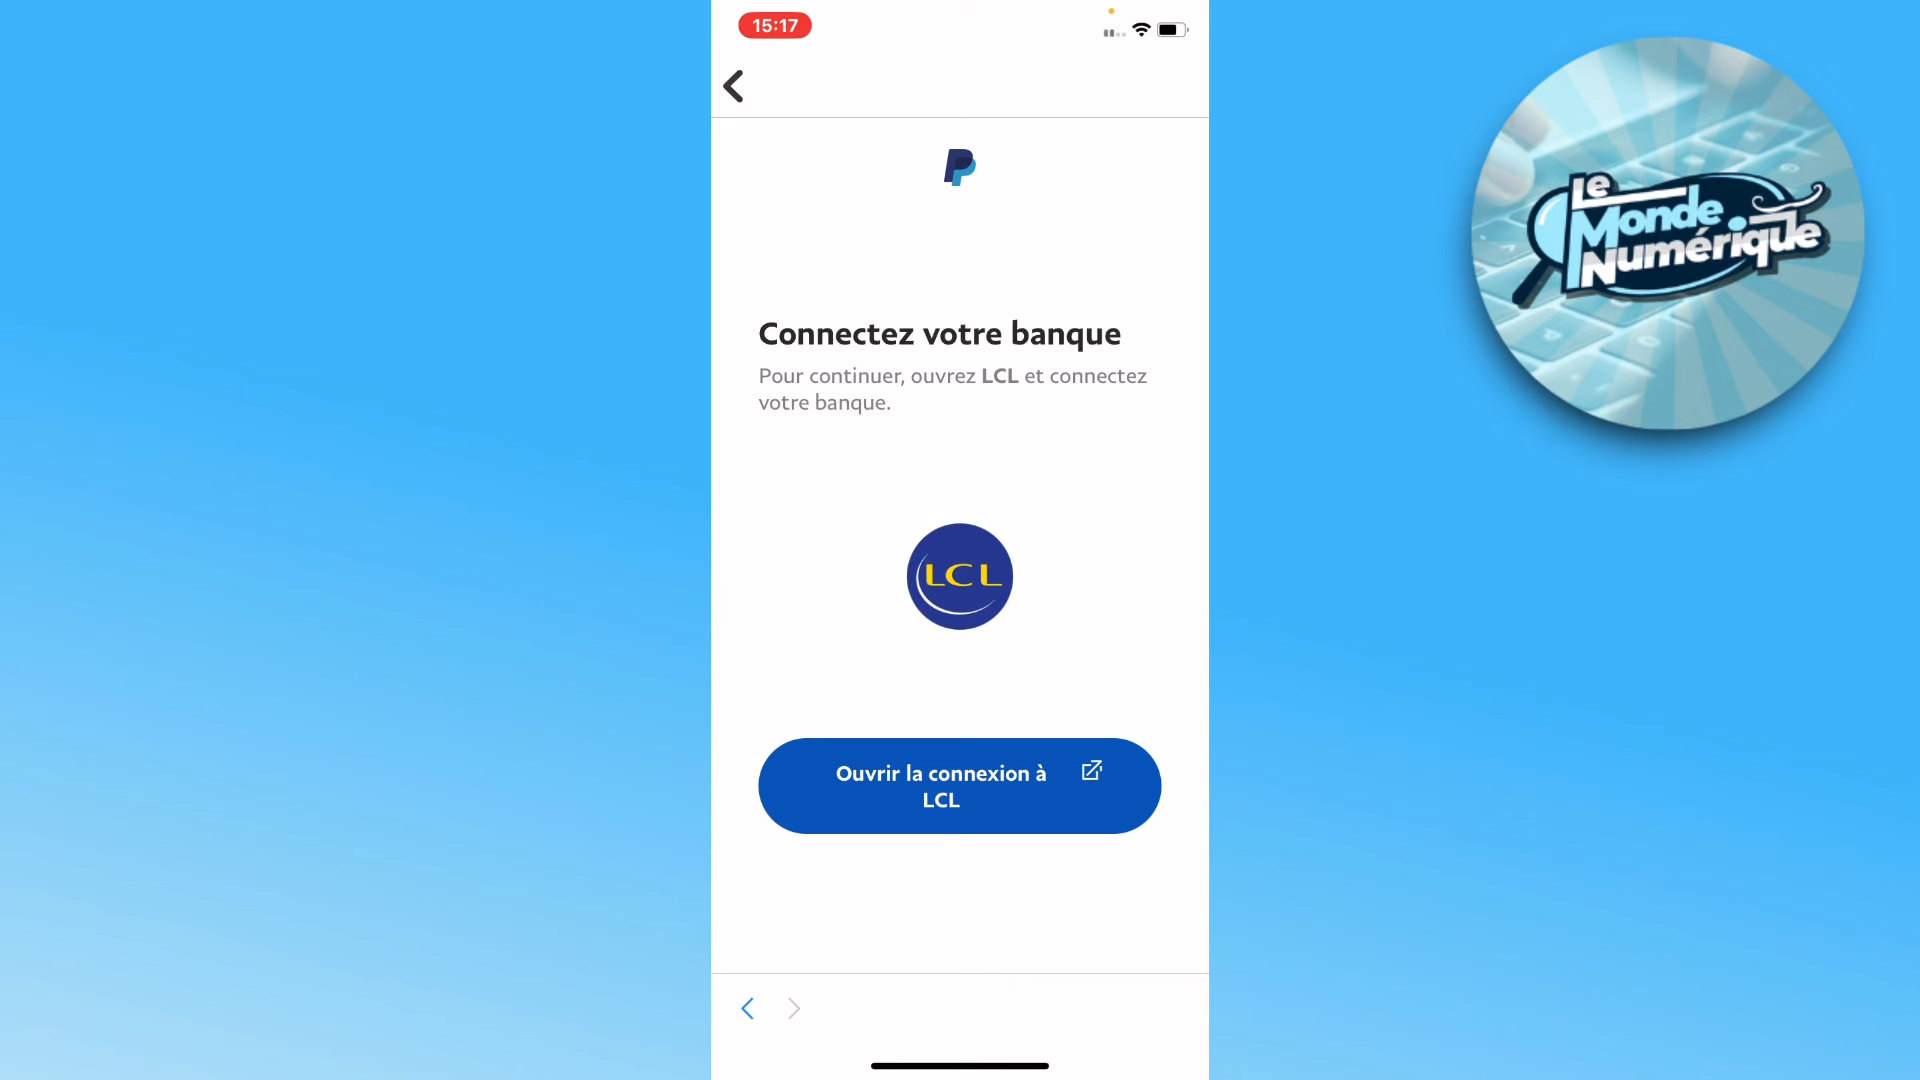 15:17
Le
Monde
Numérique
Connectez votre banque
Pour continuer, ouvrez LCL et connectez
votre banque.
LCL
Ouvrir la connexion à
LCL